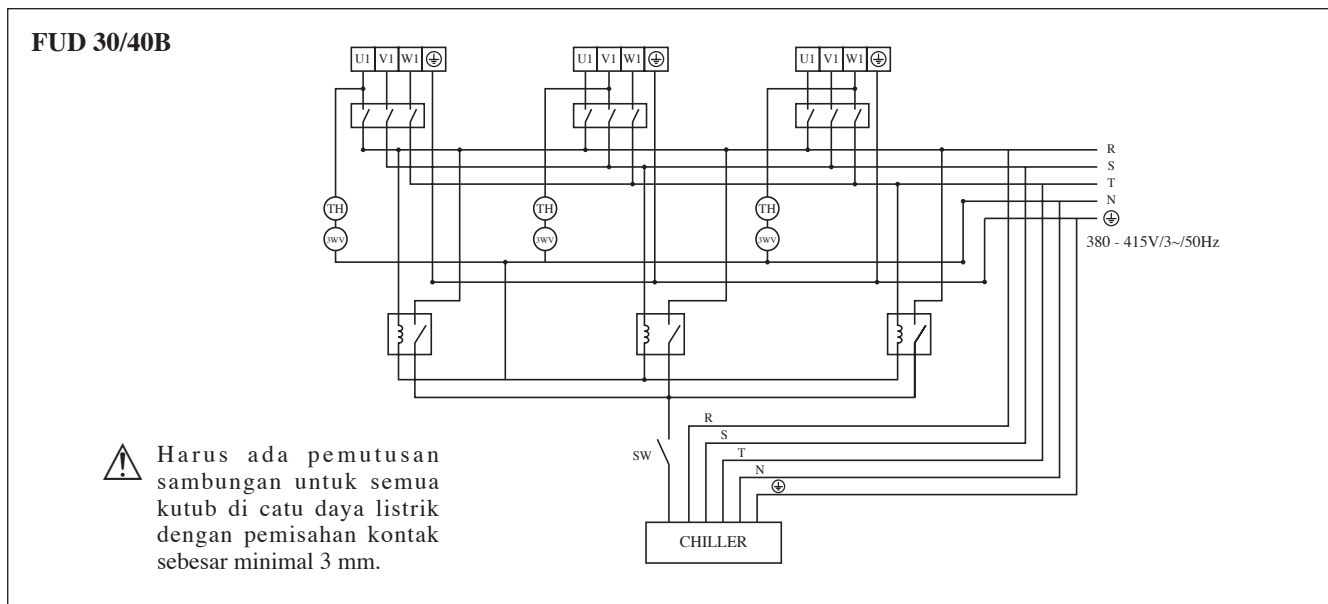 FUD 30/40B
U1 V1 W1
U1 V1 W1
U1 V1 W1
R
S
T
N
380 - 415V/3~/50Hz
TH
TH
TH
3WV
3WV
3WV
R
S
T
N
SW
CHILLER
Harus ada pemutusan
sambungan untuk semua
kutub di catu daya listrik
dengan pemisahan kontak
sebesar minimal 3 mm.